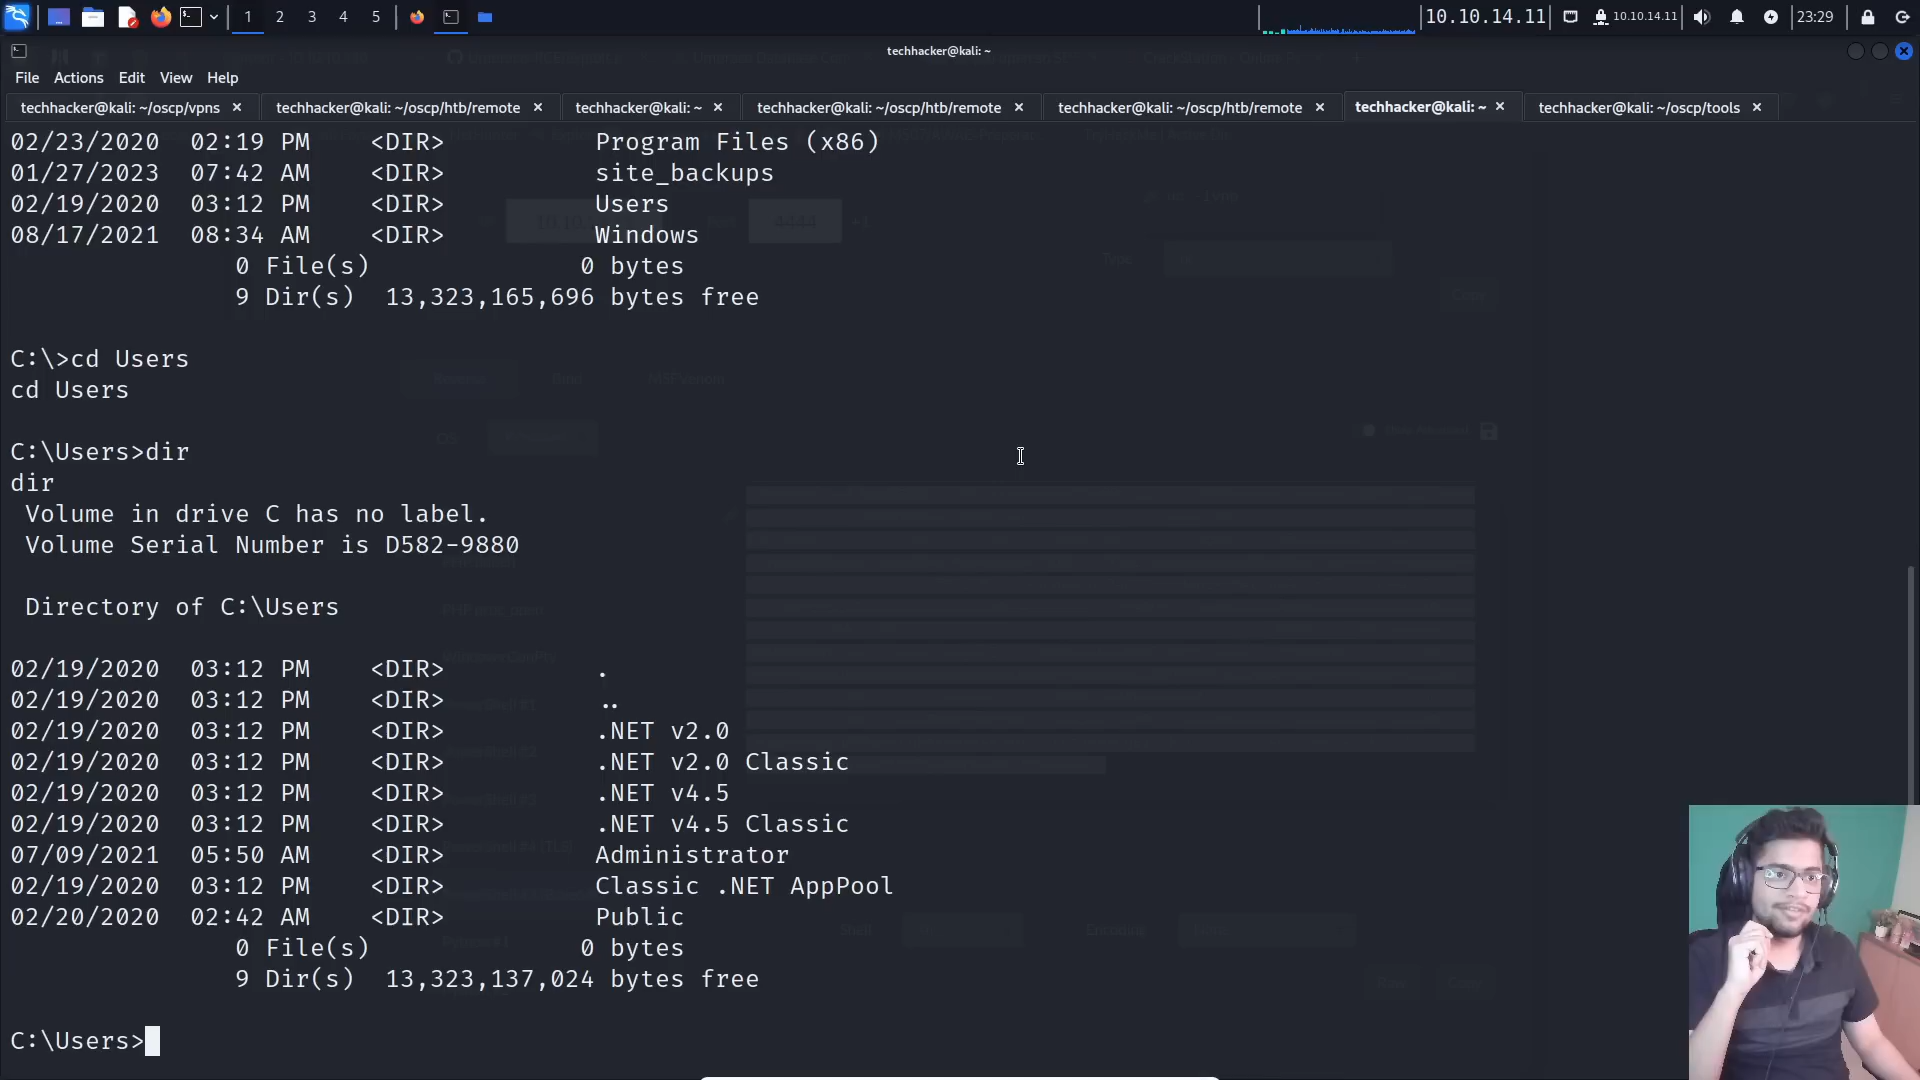 1 2 3 4 5
10.10.14.11
10.10.14.11
23:29
techhacker@kali: ~
File Actions Edit View Help
techhacker@kali: ~/oscp/vpns
techhacker@kali: ~/oscp/htb/remote
techhacker@kali: ~
techhacker@kali: ~/oscp/htb/remote
techhacker@kali: ~/oscp/htb/remote
techhacker@kali: ~
techhacker@kali: ~/oscp/tools
02/23/2020  02:19 PM    <DIR>          Program Files (x86)
01/27/2023  07:42 AM    <DIR>          site_backups
02/19/2020  03:12 PM    <DIR>          Users
08/17/2021  08:34 AM    <DIR>          Windows
0 File(s)              0 bytes
9 Dir(s)  13,323,165,696 bytes free
C:\>cd Users
cd Users
C:\Users>dir
dir
Volume in drive C has no label.
Volume Serial Number is D582-9880
Directory of C:\Users
02/19/2020  03:12 PM    <DIR>          .
02/19/2020  03:12 PM    <DIR>          ..
02/19/2020  03:12 PM    <DIR>          .NET v2.0
02/19/2020  03:12 PM    <DIR>          .NET v2.0 Classic
02/19/2020  03:12 PM    <DIR>          .NET v4.5
02/19/2020  03:12 PM    <DIR>          .NET v4.5 Classic
07/09/2021  05:50 AM    <DIR>          Administrator
02/19/2020  03:12 PM    <DIR>          Classic .NET AppPool
02/20/2020  02:42 AM    <DIR>          Public
0 File(s)              0 bytes
9 Dir(s)  13,323,137,024 bytes free
C:\Users>